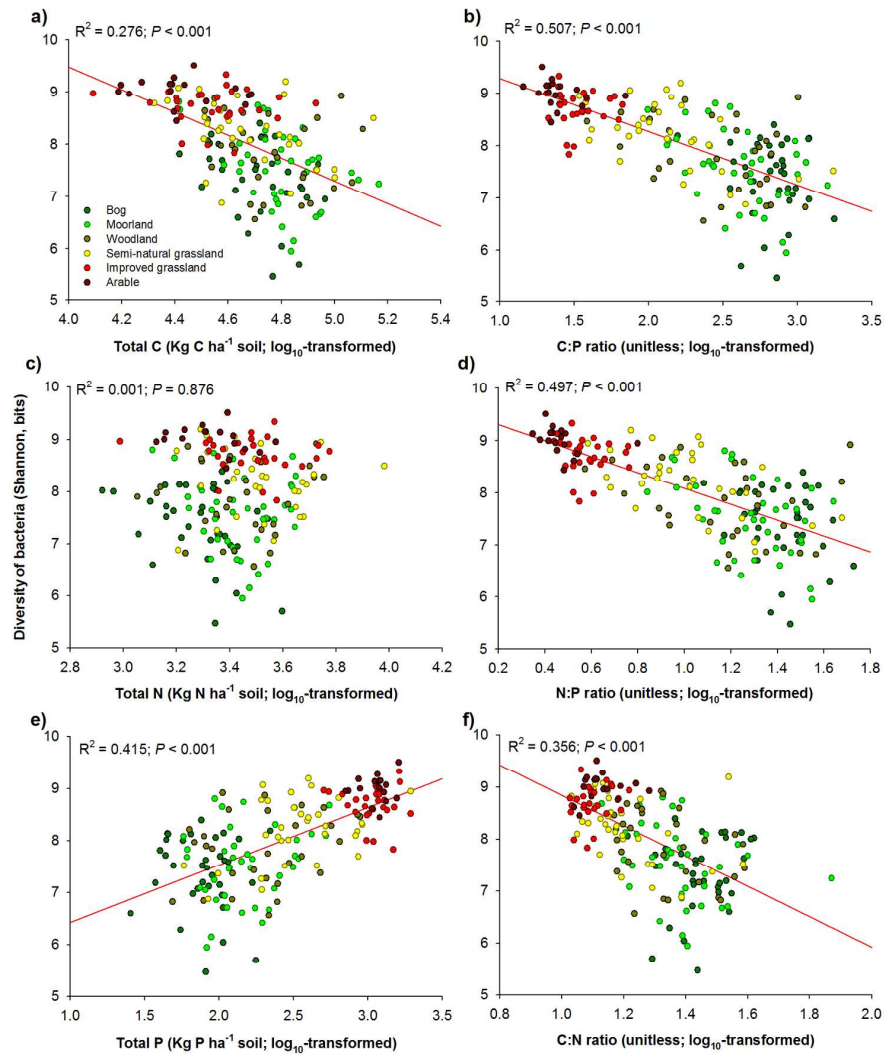 a)
R² = 0.276; P < 0.001
10
9
8
7
6
5
Bog
Moorland
Woodland
Semi-natural grassland
Improved grassland
Arable
4.0 4.2 4.4 4.6 4.8 5.0 5.2 5.4
Total C (Kg C ha⁻¹ soil; log₁₀-transformed)
b)
R² = 0.507; P < 0.001
10
9
8
7
6
5
1.0 1.5 2.0 2.5 3.0 3.5
C:P ratio (unitless; log₁₀-transformed)
Diversity of bacteria (Shannon, bits)
c)
R² = 0.001; P = 0.876
10
9
8
7
6
5
2.8 3.0 3.2 3.4 3.6 3.8 4.0 4.2
Total N (Kg N ha⁻¹ soil; log₁₀-transformed)
d)
R² = 0.497; P < 0.001
10
9
8
7
6
5
0.2 0.4 0.6 0.8 1.0 1.2 1.4 1.6 1.8
N:P ratio (unitless; log₁₀-transformed)
e)
R² = 0.415; P < 0.001
10
9
8
7
6
5
1.0 1.5 2.0 2.5 3.0 3.5
Total P (Kg P ha⁻¹ soil; log₁₀-transformed)
f)
R² = 0.356; P < 0.001
10
9
8
7
6
5
0.8 1.0 1.2 1.4 1.6 1.8 2.0
C:N ratio (unitless; log₁₀-transformed)